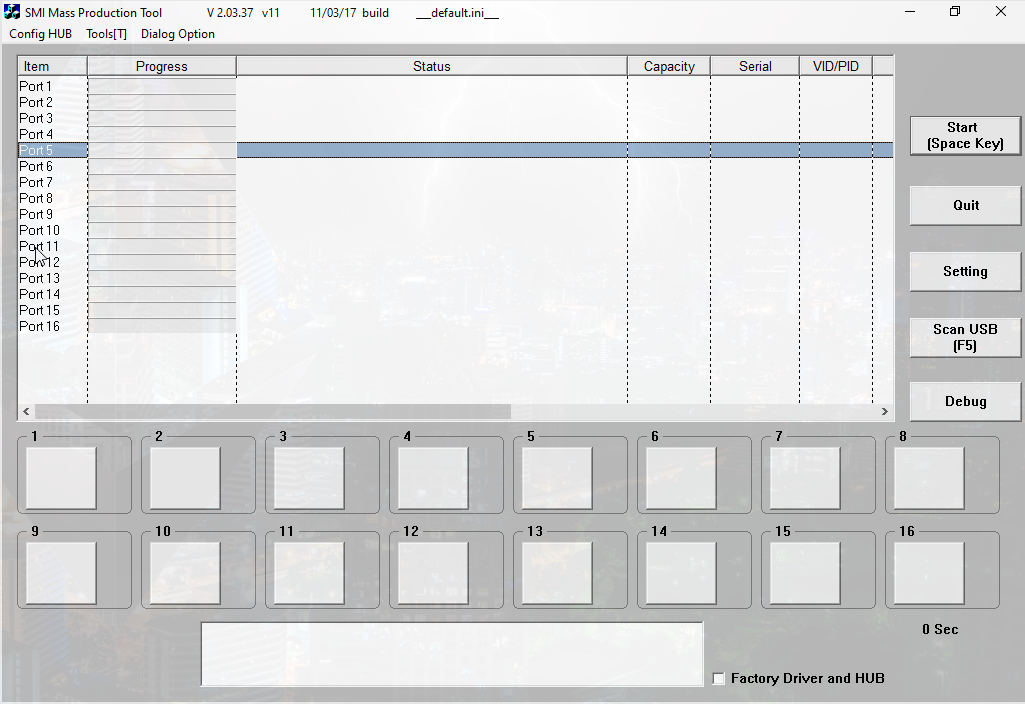 SMI Mass Production Tool V 2.03.37 v11 11/03/17 build ___default.ini___
Config HUB Tools[T] Dialog Option
Item Progress Status Capacity Serial VID/PID
Port 1
Port 2
Port 3
Port 4
Port 5
Port 6
Port 7
Port 8
Port 9
Port 10
Port 11
Port 12
Port 13
Port 14
Port 15
Port 16
Start
(Space Key)
Quit
Setting
Scan USB
(F5)
Debug
1 2 3 4 5 6 7 8
9 10 11 12 13 14 15 16
0 Sec
Factory Driver and HUB